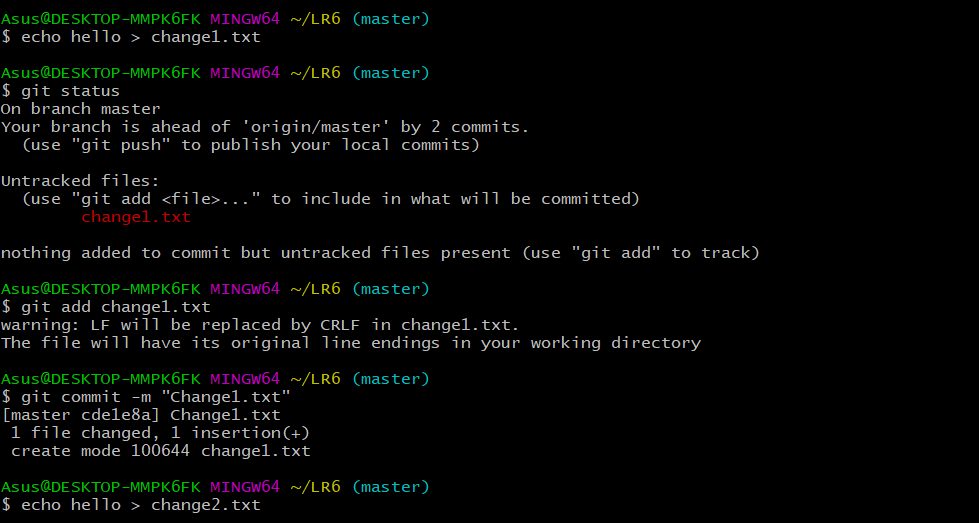 Asus@DESKTOP-MMPK6FK MINGW64 ~/LR6 (master)
$ echo hello > change1.txt
Asus@DESKTOP-MMPK6FK MINGW64 ~/LR6 (master)
$ git status
On branch master
Your branch is ahead of 'origin/master' by 2 commits.
  (use "git push" to publish your local commits)
Untracked files:
  (use "git add <file>..." to include in what will be committed)
        change1.txt
nothing added to commit but untracked files present (use "git add" to track)
Asus@DESKTOP-MMPK6FK MINGW64 ~/LR6 (master)
$ git add change1.txt
warning: LF will be replaced by CRLF in change1.txt.
The file will have its original line endings in your working directory
Asus@DESKTOP-MMPK6FK MINGW64 ~/LR6 (master)
$ git commit -m "Change1.txt"
[master cde1e8a] Change1.txt
 1 file changed, 1 insertion(+)
 create mode 100644 change1.txt
Asus@DESKTOP-MMPK6FK MINGW64 ~/LR6 (master)
$ echo hello > change2.txt